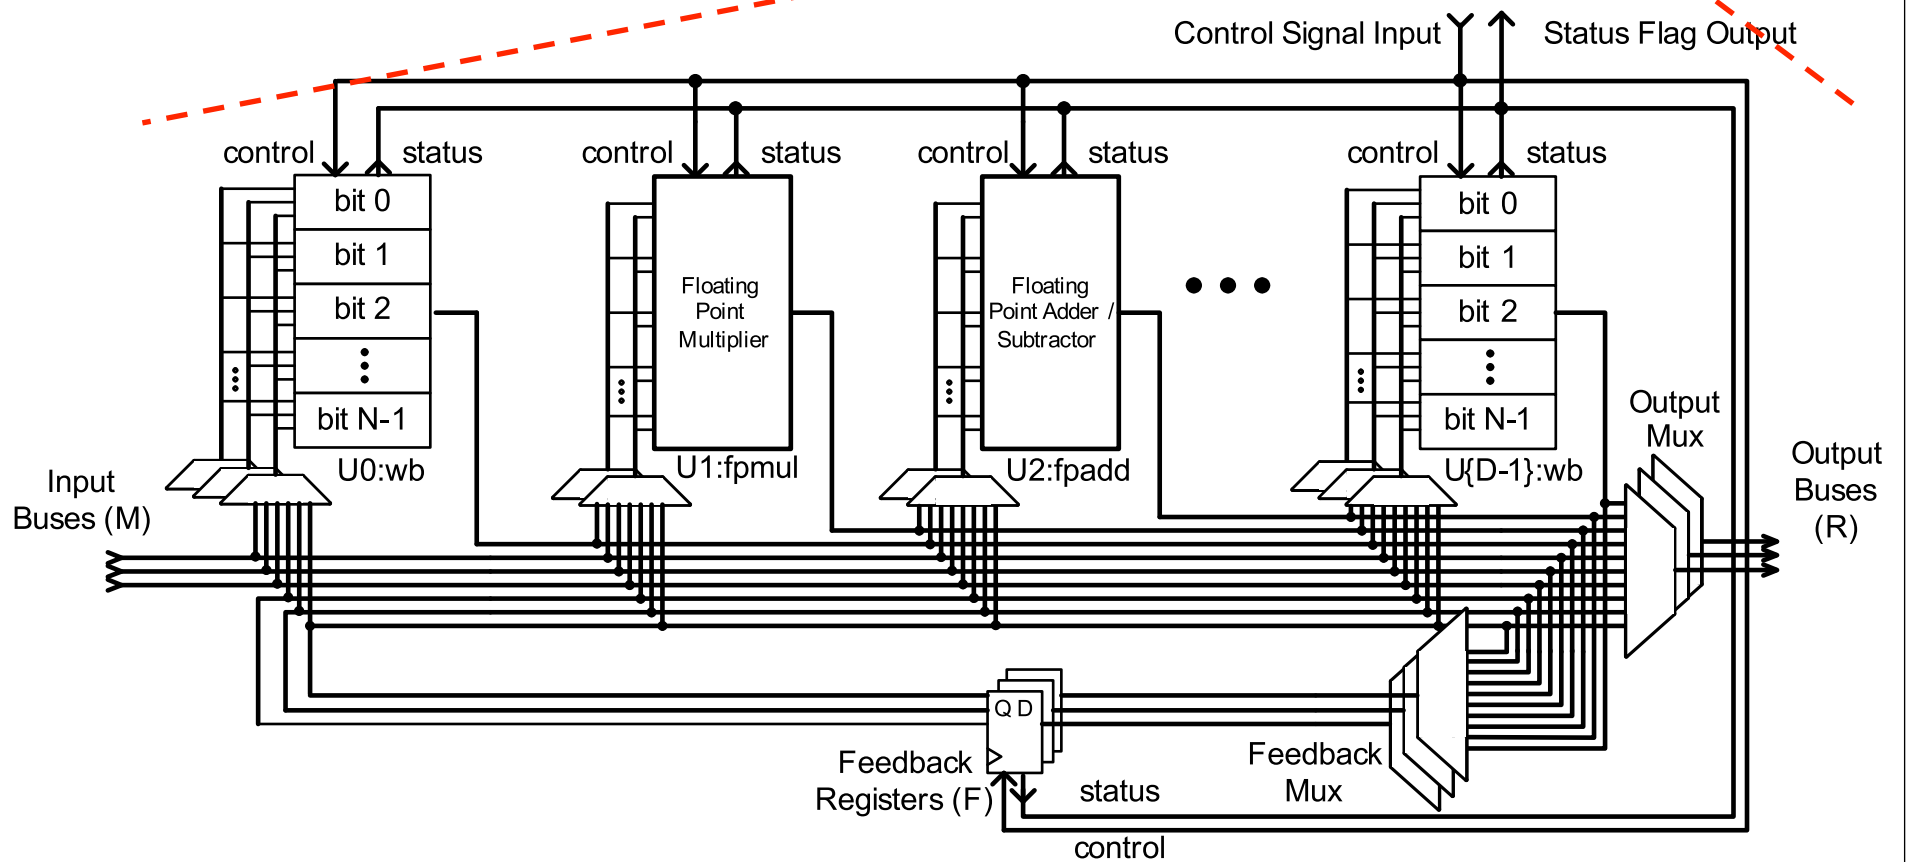 Control Signal Input
Status Flag Output
control
status
control
status
control
status
control
status
bit 0
bit 1
bit 2
bit N-1
U0:wb
Floating
Point
Multiplier
U1:fpmul
Floating
Point Adder /
Subtractor
U2:fpadd
bit 0
bit 1
bit 2
bit N-1
U{D-1}:wb
Output
Mux
Input
Buses (M)
Output
Buses
(R)
Q D
Feedback
Registers (F)
Feedback
Mux
status
control